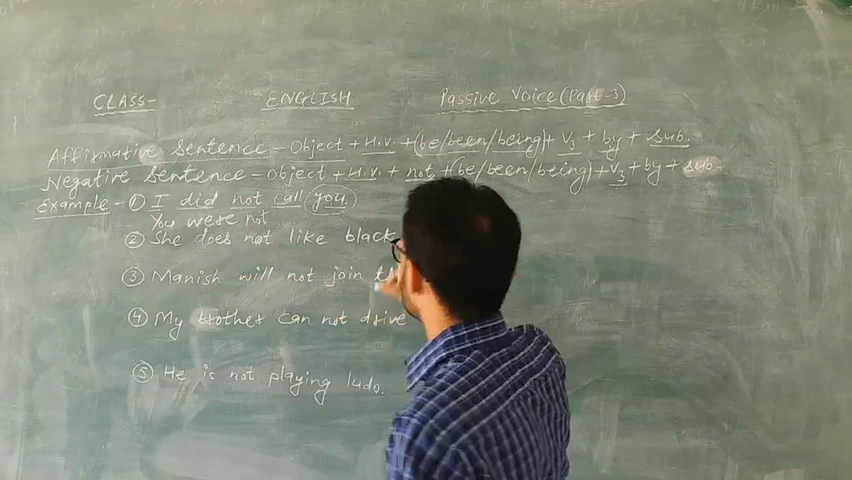 CLASS- ENGLISH Passive Voice (Part-3)
Affirmative Sentence - Object + H.V. + (be/been/being) + V3 + by + sub.
Negative Sentence - Object + H.V. + not + (be/been/being) + V3 + by + sub.
Example - ① I did not call you.
You were not
② She does not like black
③ Manish will not join
④ My brother can not drive
⑤ He is not playing ludo.